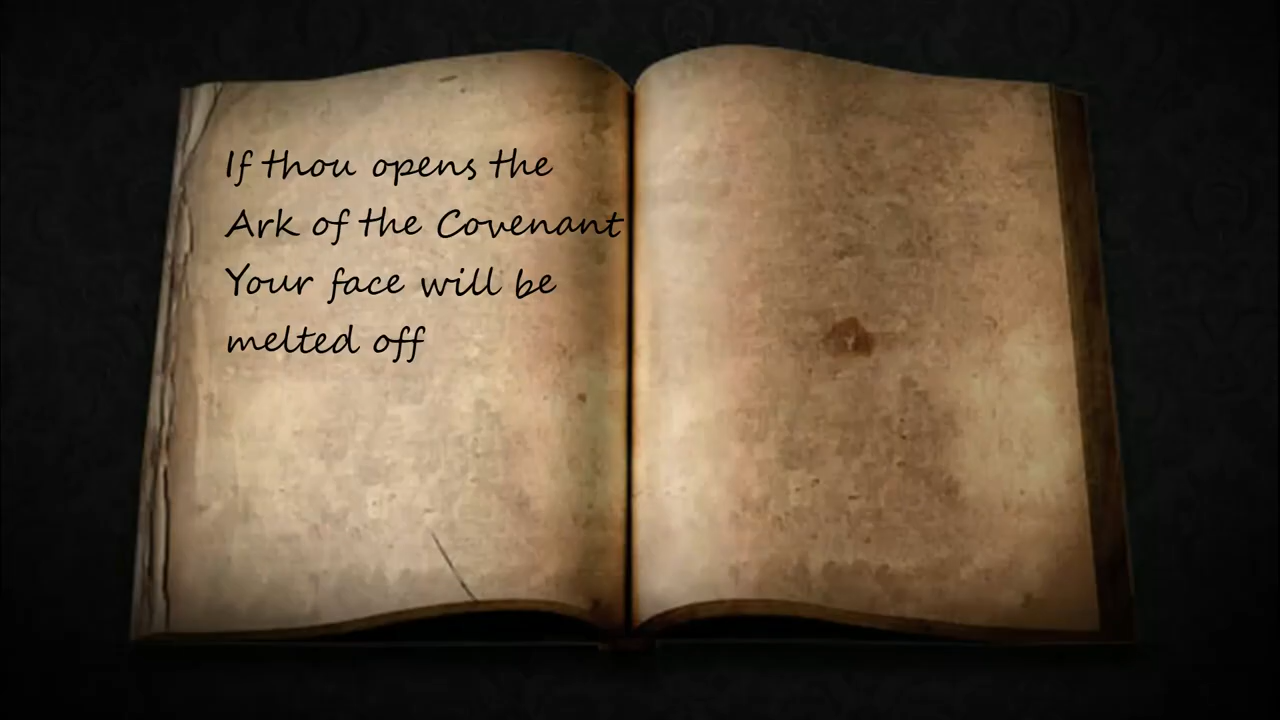 If thou opens the
Ark of the Covenant
Your face will be
melted off